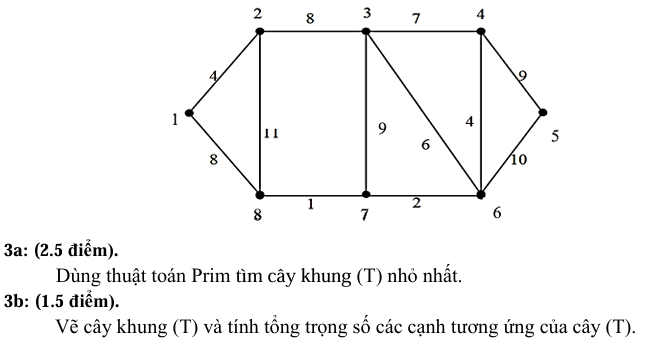 2 8 3 7 4
4 9
1 11 9 6 4 5
8 10
8 1 7 2 6
3a: (2.5 điểm).
Dùng thuật toán Prim tìm cây khung (T) nhỏ nhất.
3b: (1.5 điểm).
Vẽ cây khung (T) và tính tổng trọng số các cạnh tương ứng của cây (T).